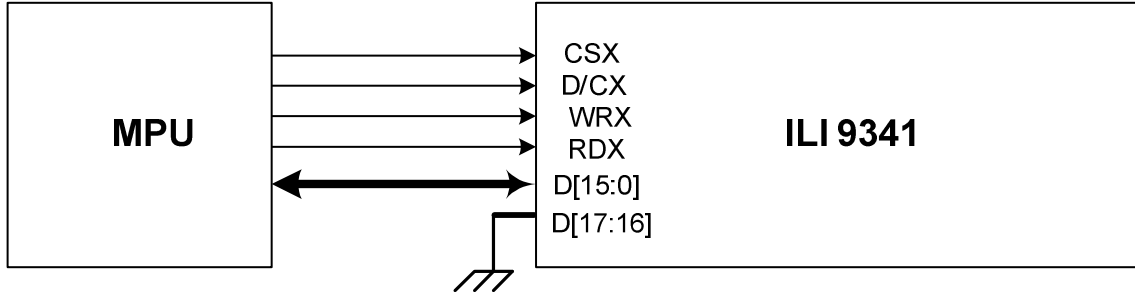 MPU
CSX
D/CX
WRX
RDX
D[15:0]
D[17:16]
ILI 9341